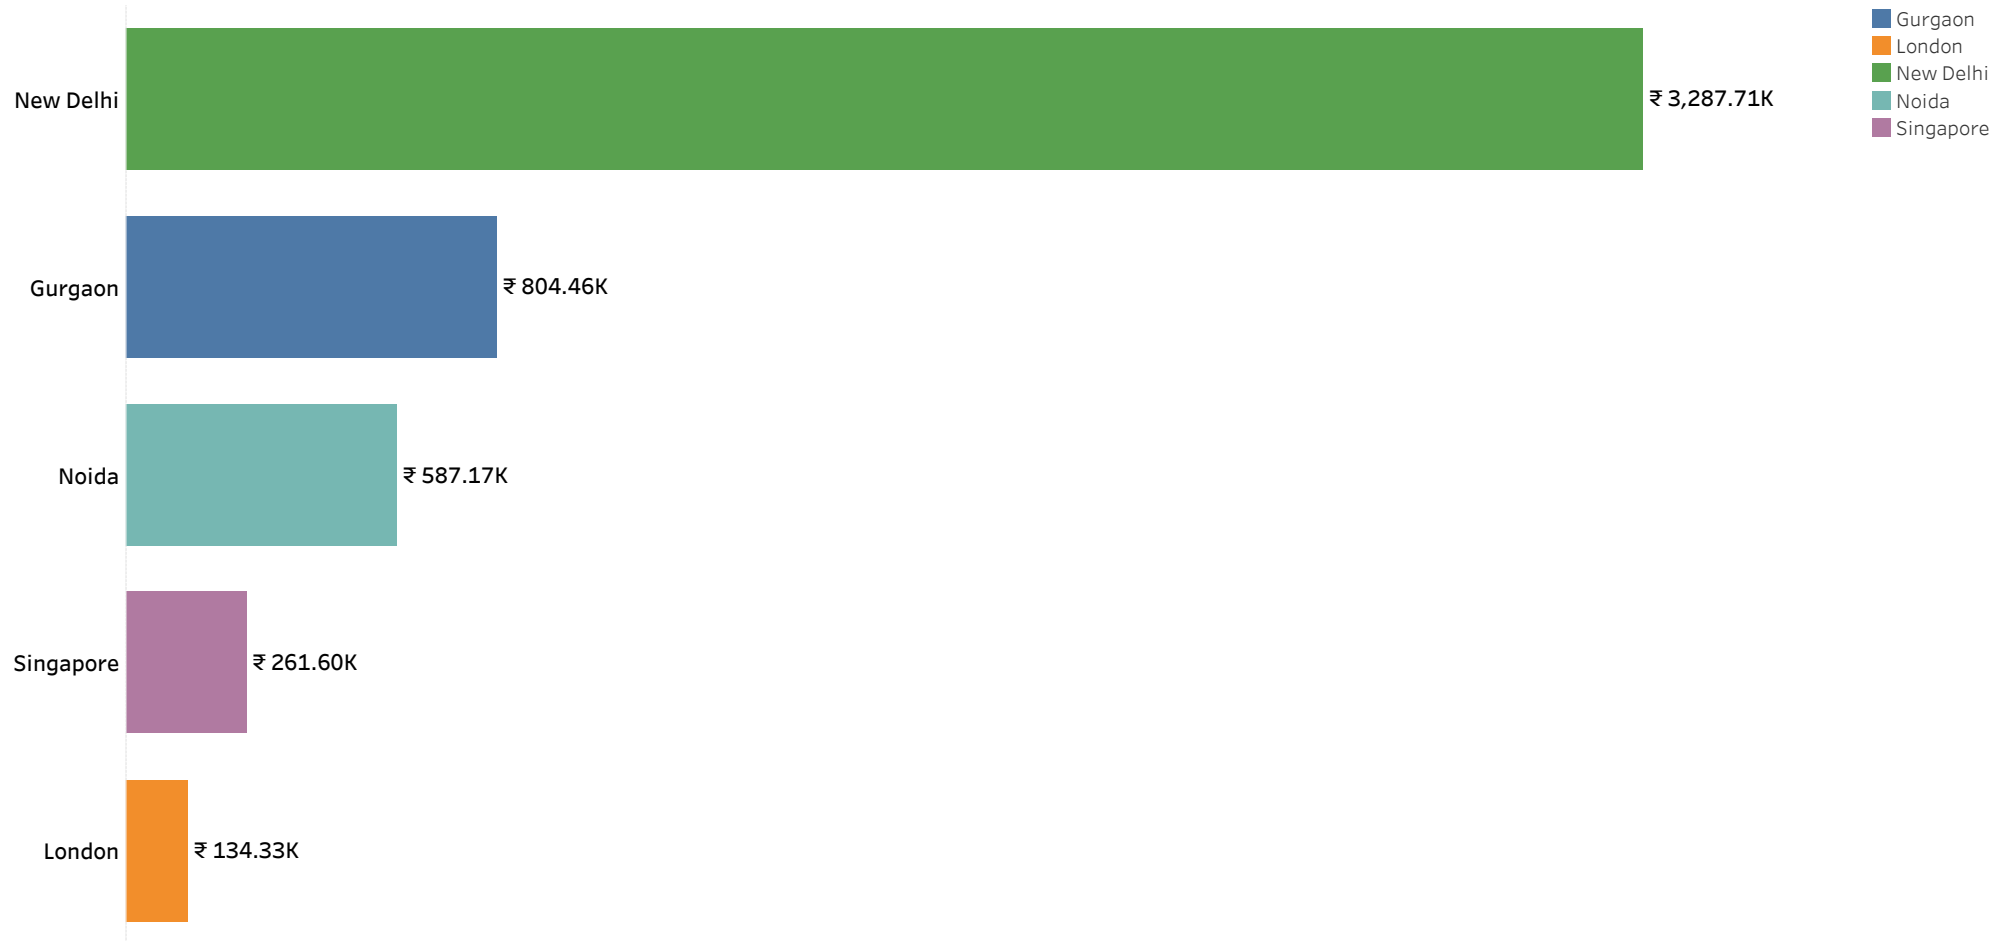 New Delhi
₹ 3,287.71K
Gurgaon
₹ 804.46K
Noida
₹ 587.17K
Singapore
₹ 261.60K
London
₹ 134.33K
Gurgaon
London
New Delhi
Noida
Singapore